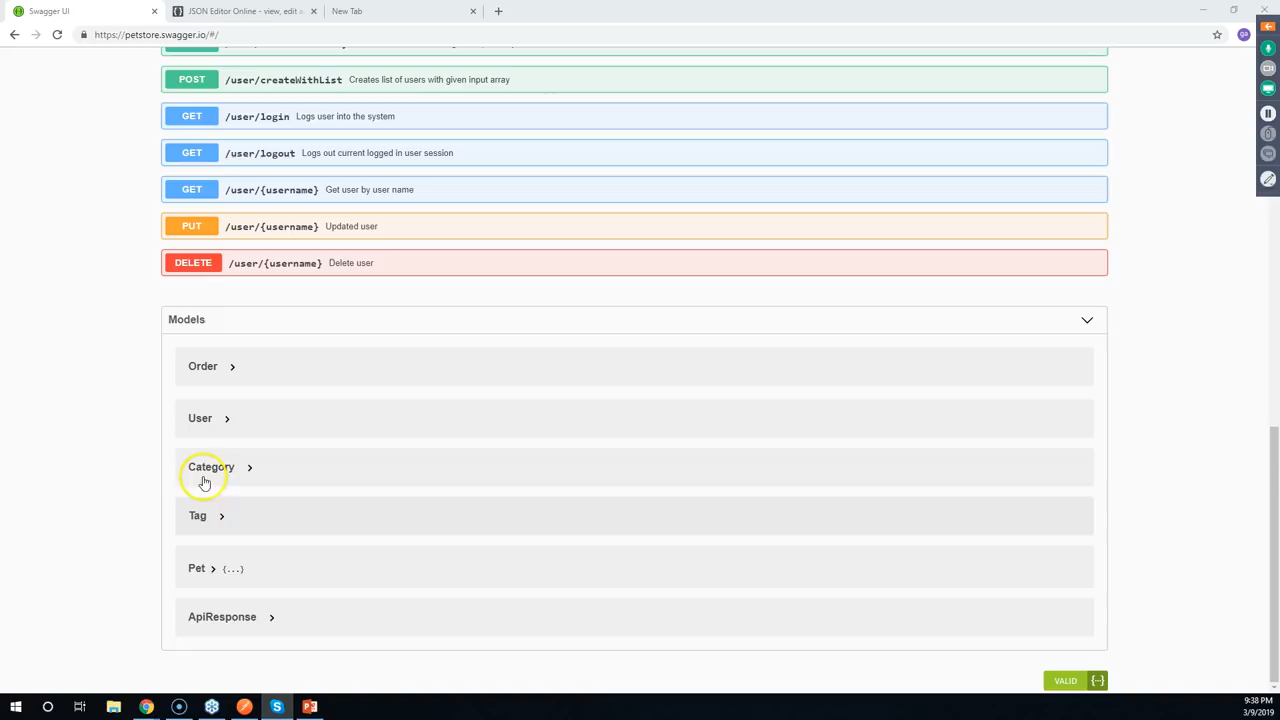 Swagger UI
JSON Editor Online - view, edit
New Tab
https://petstore.swagger.io/#/
POST /user/createWithList Creates list of users with given input array
GET /user/login Logs user into the system
GET /user/logout Logs out current logged in user session
GET /user/{username} Get user by user name
PUT /user/{username} Updated user
DELETE /user/{username} Delete user
Models
Order
User
Category
Tag
Pet {...}
ApiResponse
VALID {-}
9:38 PM
3/9/2019